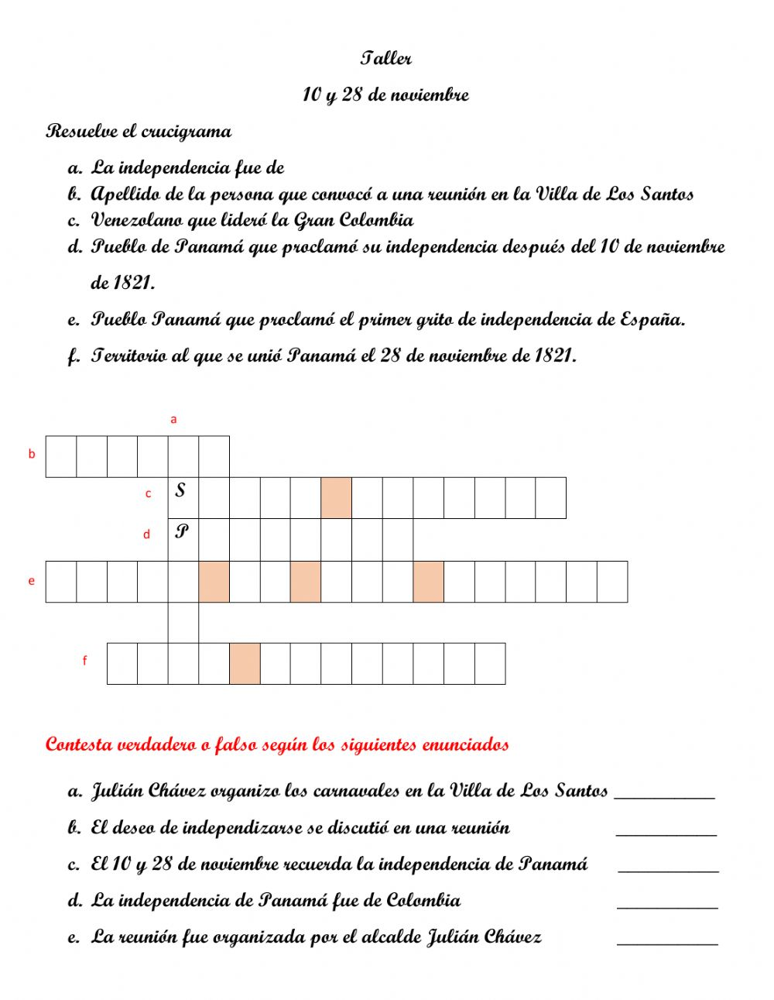 Taller
10 y 28 de noviembre
Resuelve el crucigrama
a. La independencia fue de
b. Apellido de la persona que convocó a una reunión en la Villa de Los Santos
c. Venezolano que lideró la Gran Colombia
d. Pueblo de Panamá que proclamó su independencia después del 10 de noviembre
de 1821.
e. Pueblo Panamá que proclamó el primer grito de independencia de España.
f. Territorio al que se unió Panamá el 28 de noviembre de 1821.
a
b
c S
d P
e
f
Contesta verdadero o falso según los siguientes enunciados
a. Julián Chávez organizo los carnavales en la Villa de Los Santos __________
b. El deseo de independizarse se discutió en una reunión __________
c. El 10 y 28 de noviembre recuerda la independencia de Panamá __________
d. La independencia de Panamá fue de Colombia __________
e. La reunión fue organizada por el alcalde Julián Chávez __________